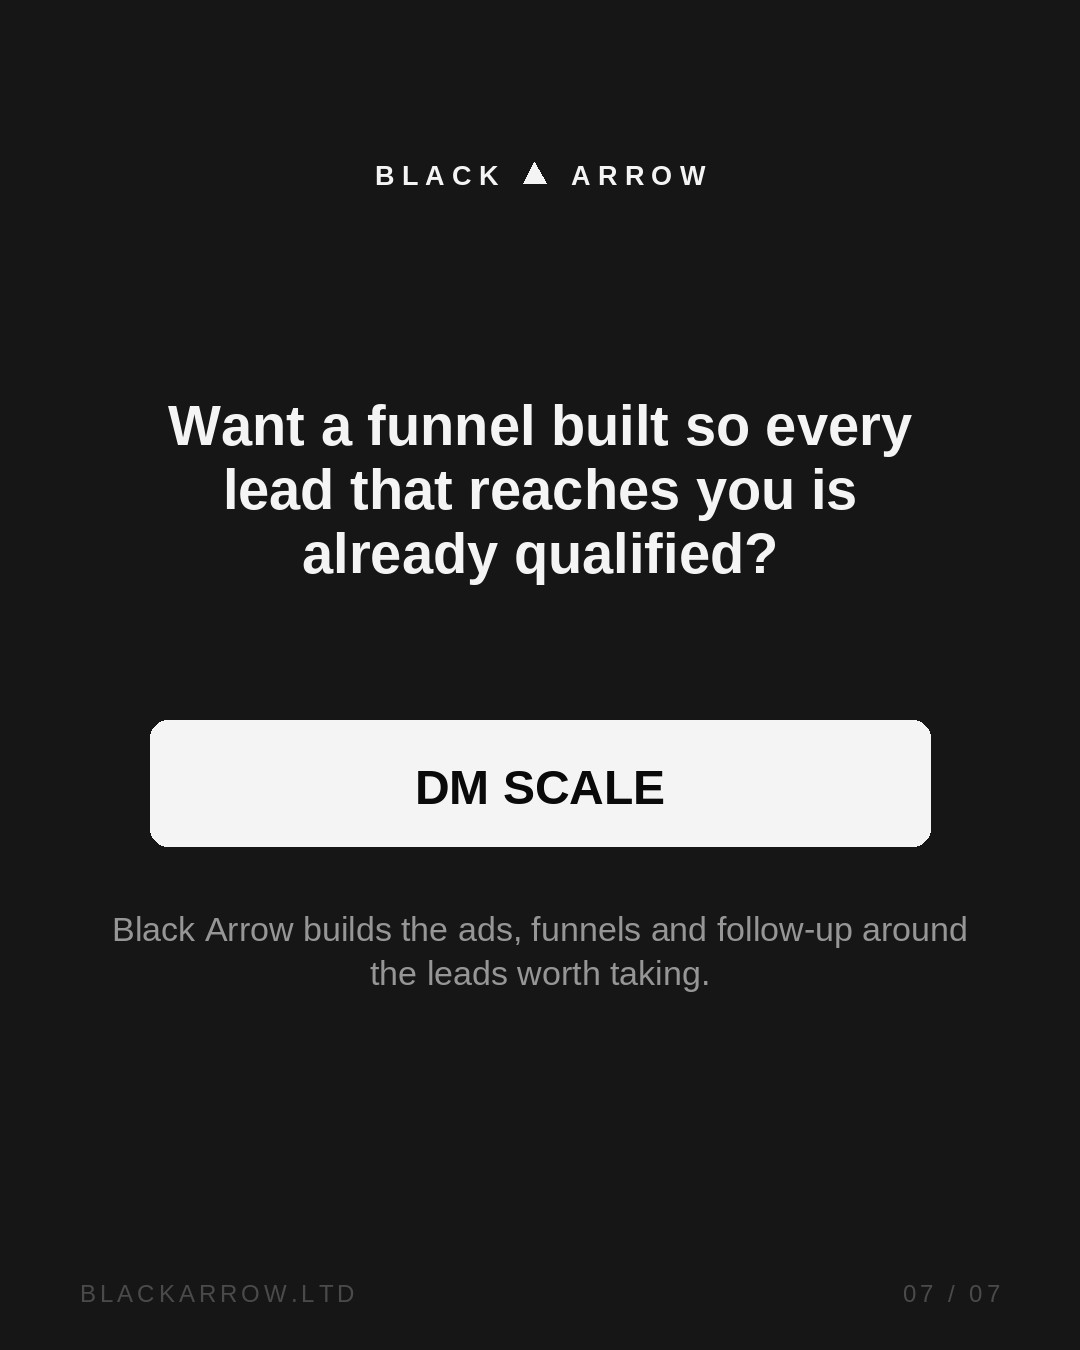 BLACK ARROW
Want a funnel built so every
lead that reaches you is
already qualified?
DM SCALE
Black Arrow builds the ads, funnels and follow-up around
the leads worth taking.
BLACKARROW.LTD
07 / 07